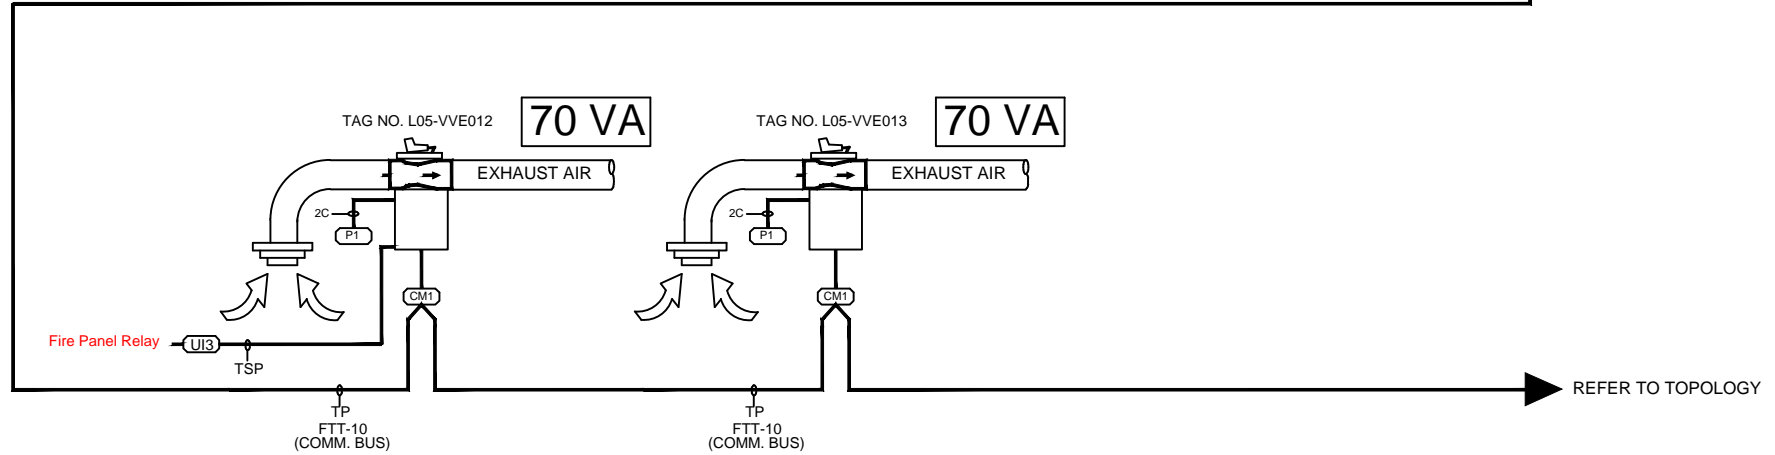 TAG NO. L05-VVE012
70 VA
TAG NO. L05-VVE013
70 VA
EXHAUST AIR
EXHAUST AIR
2C
P1
2C
P1
CM1
CM1
Fire Panel Relay
UI3
TSP
REFER TO TOPOLOGY
TP
FTT-10
(COMM. BUS)
TP
FTT-10
(COMM. BUS)